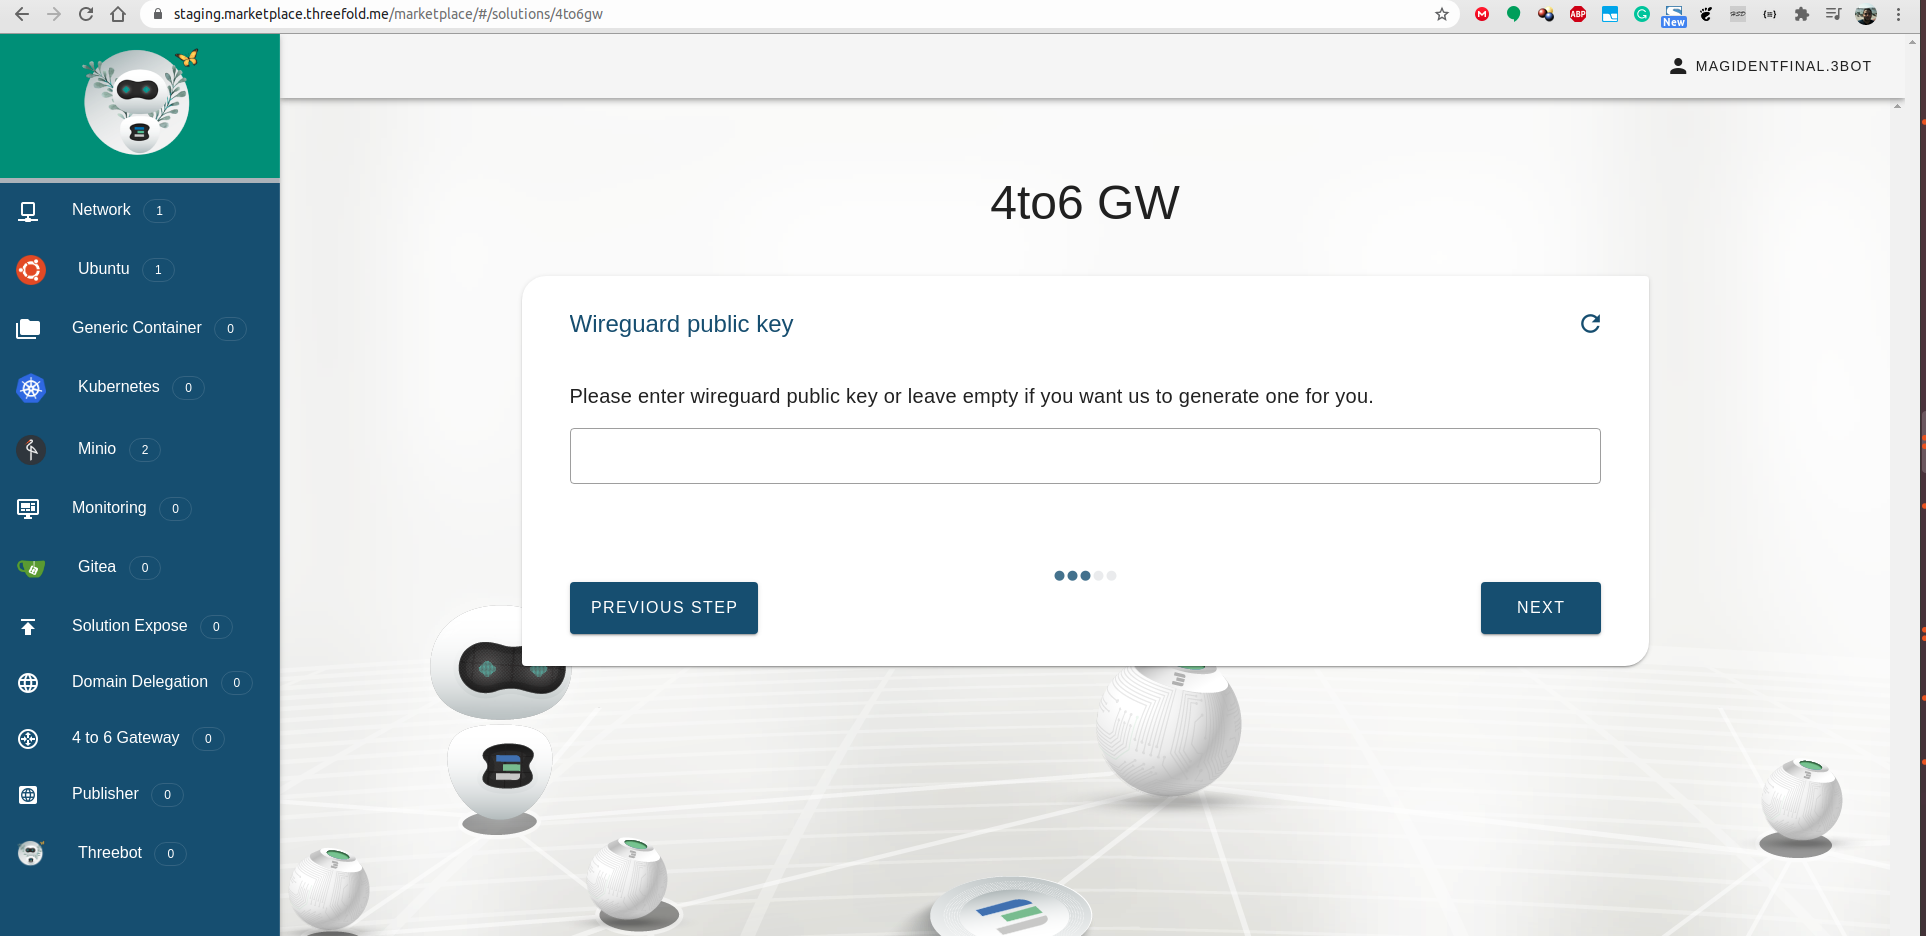 staging.marketplace.threefold.me/marketplace/#/solutions/4to6gw
ABP
New
MAGIDENTFINAL.3BOT
Network 1
Ubuntu 1
Generic Container 0
Kubernetes 0
Minio 2
Monitoring 0
Gitea 0
Solution Expose 0
Domain Delegation 0
4 to 6 Gateway 0
Publisher 0
Threebot 0
4to6 GW
Wireguard public key
Please enter wireguard public key or leave empty if you want us to generate one for you.
PREVIOUS STEP
NEXT